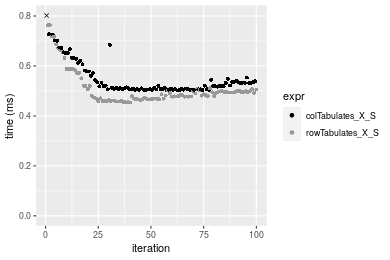 0.8
0.6
0.4
0.2
0.0
time (ms)
0
25
50
75
100
iteration
expr
colTabulates_X_S
rowTabulates_X_S